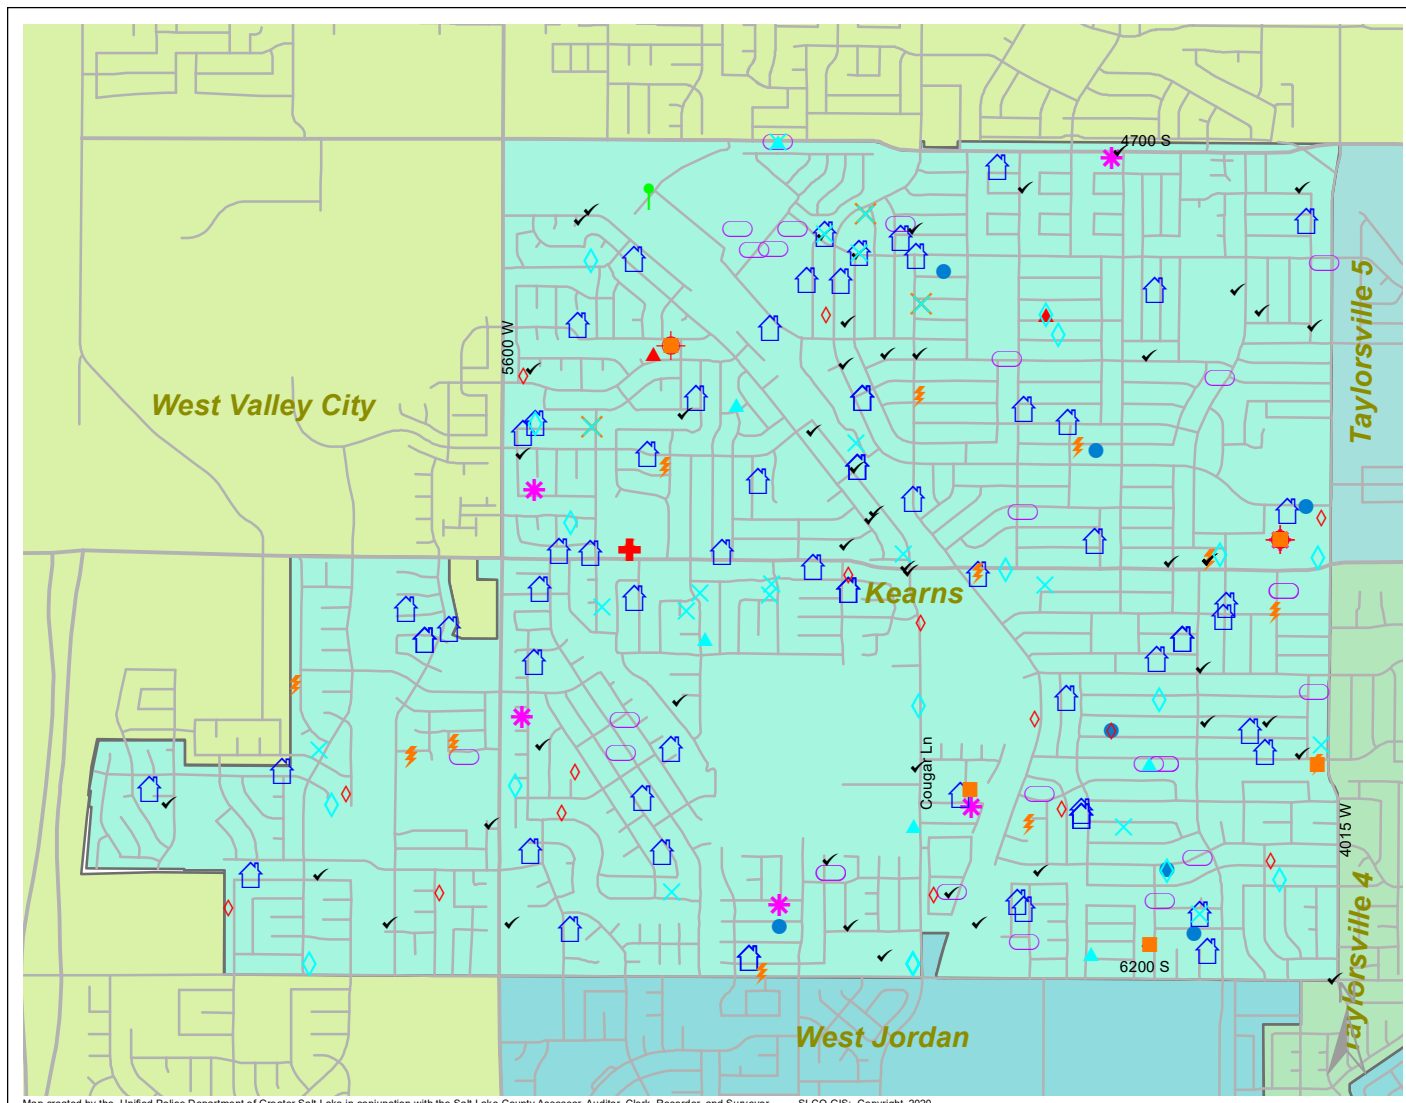 4700 S
Taylorsville 5
5600 W
West Valley City
Kearns
Cougar Ln
4015 W
Taylorsville 4
6200 S
West Jordan
Map created by the Unified Police Department of Greater Salt Lake in conjunction with the Salt Lake County Assessor, Auditor, Clerk, Recorder, and Surveyor. SLCO GIS: Copyright 2020